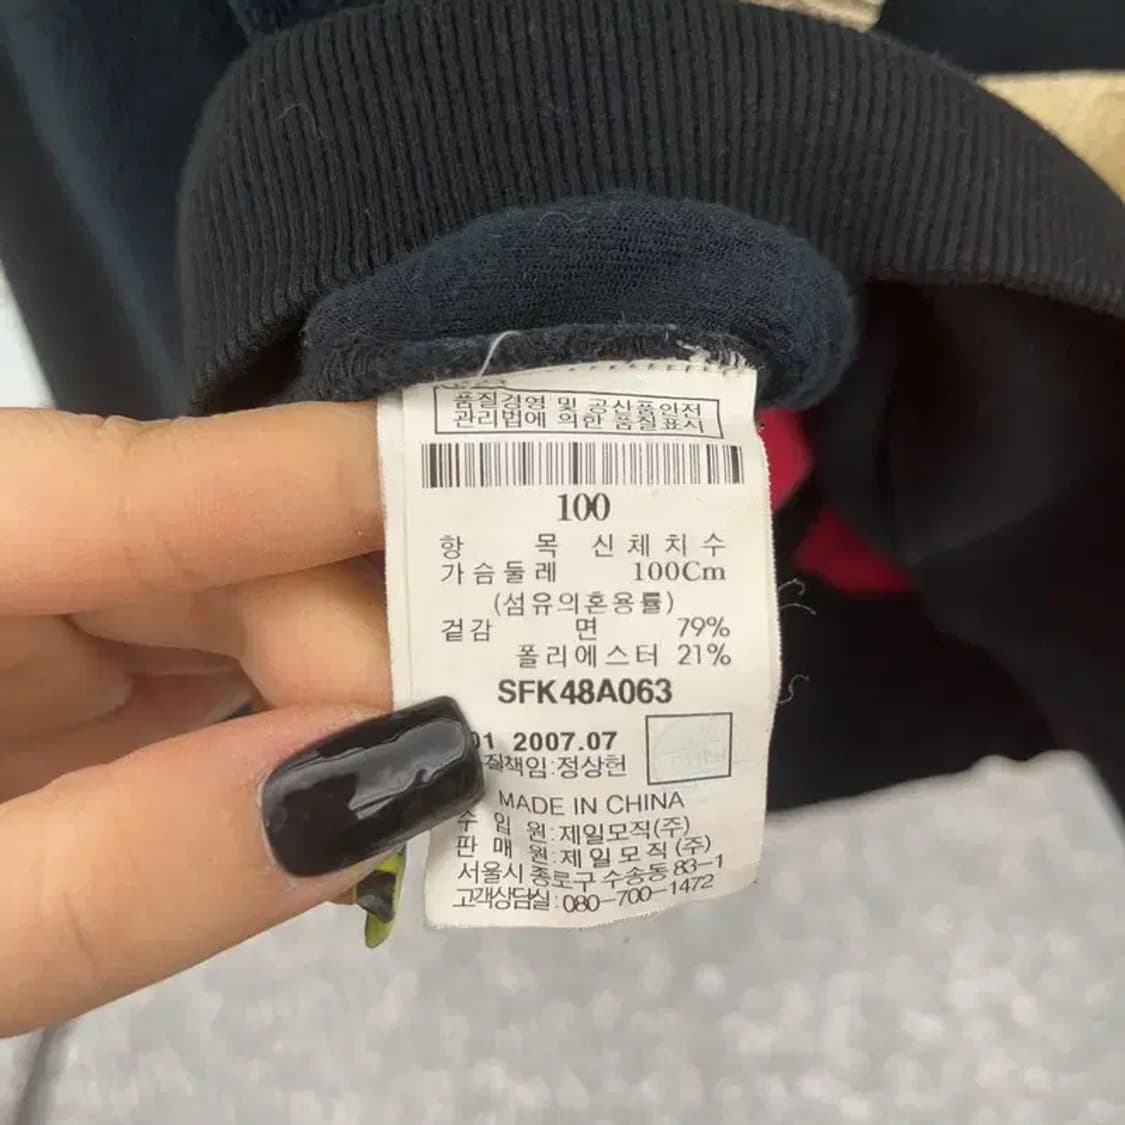 품질경영 및 공산품안전
관리법에 의한 품질표시
100
항 목 신체치수
가슴둘레 100Cm
(섬유의혼용률)
겉감 면 79%
폴리에스터 21%
SFK48A063
01 2007.07
질책임:정상헌
MADE IN CHINA
수입원:제일모직(주)
판매원:제일모직(주)
서울시 종로구 수송동 83-1
고객상담실:080-700-1472